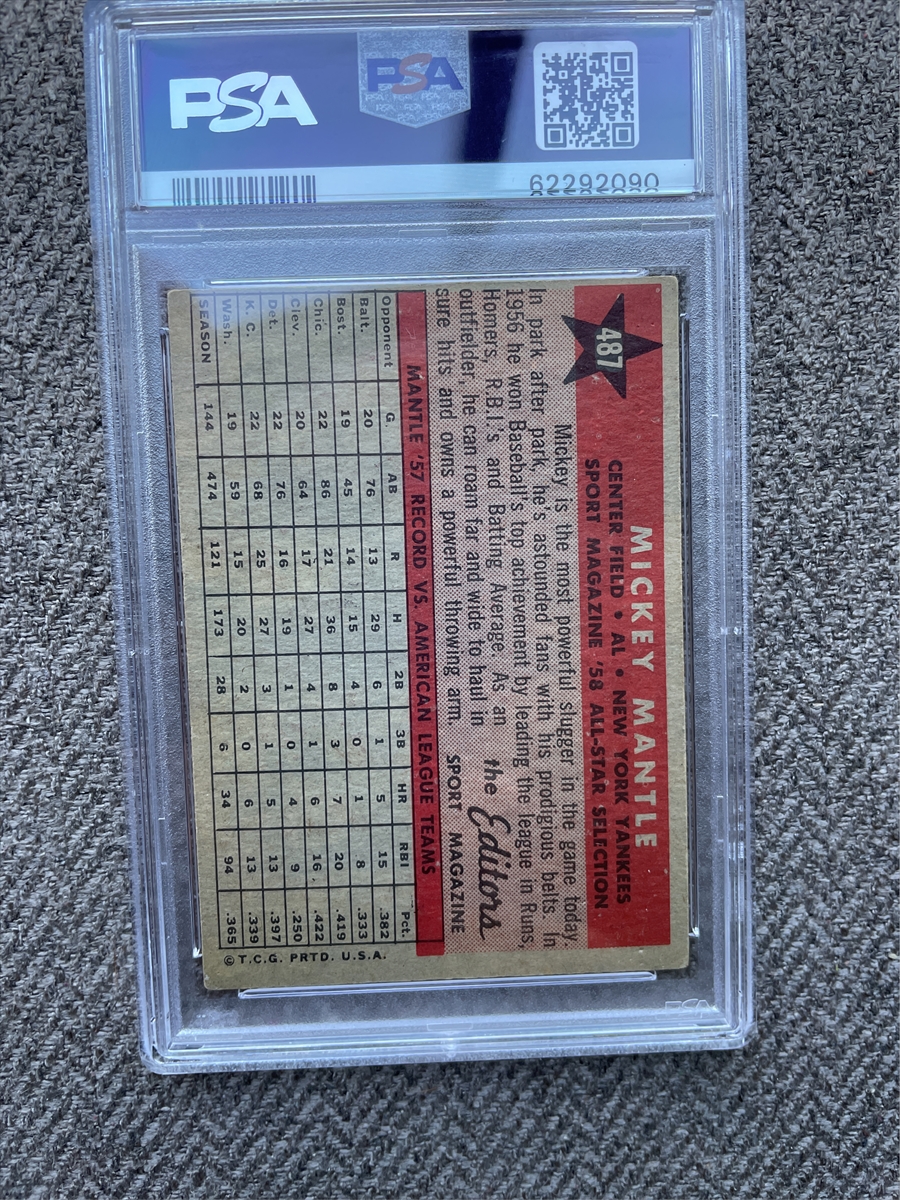 PSA
PSA
62292090
487
MICKEY MANTLE
CENTER FIELD • AL • NEW YORK YANKEES
SPORT MAGAZINE '58 ALL-STAR SELECTION
Mickey is the most powerful slugger in the game today.
In park after park, he's astounded fans with his prodigious belts. In
1956 he won Baseball's top achievement by leading the league in Runs,
Homers, R.B.I.'s and Batting Average. As an
outfielder, he can roam far and wide to haul in
sure hits and owns a powerful throwing arm.
the Editors
SPORT MAGAZINE
MANTLE '57 RECORD VS. AMERICAN LEAGUE TEAMS
Opponent G. AB R H 2B 3B HR RBI Pct.
Balt. 20 76 13 29 6 1 5 15 .382
Bost. 19 45 14 15 4 0 1 8 .333
Chic. 22 86 21 36 8 3 7 20 .419
Clev. 20 64 17 27 4 1 6 16 .422
Det. 22 76 16 19 1 0 4 9 .250
K. C. 22 68 25 27 3 1 5 13 .397
Wash. 19 59 15 20 2 0 6 13 .339
SEASON 144 474 121 173 28 6 34 94 .365
© T.C.G. PRTD. U.S.A.
PSA